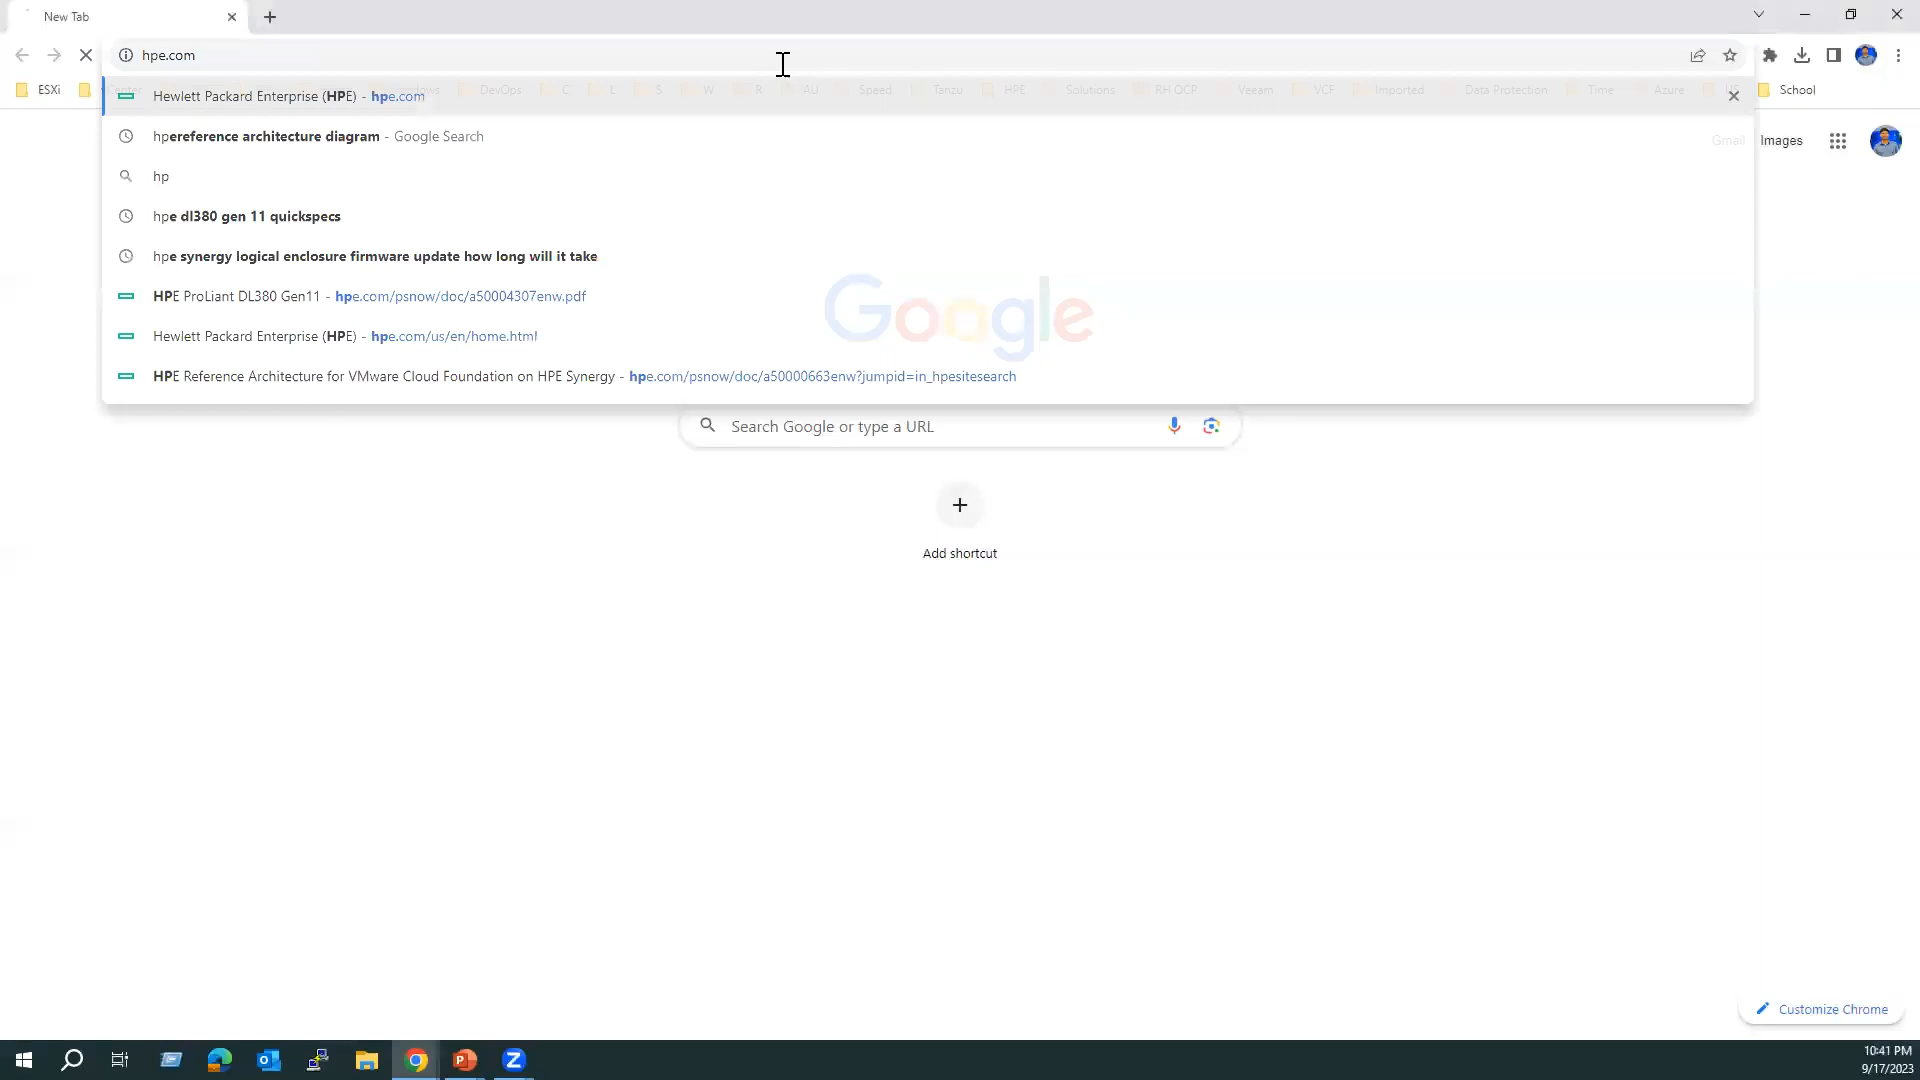 New Tab
hpe.com
ESXi
Center
ows
DevOps
C
L
S
W
R
AU
Speed
Tanzu
HPE
Solutions
RH OCP
Veeam
VCF
Imported
Data Protection
Time
Azure
School
Hewlett Packard Enterprise (HPE) - hpe.com
hpereference architecture diagram - Google Search
Gmail
Images
hp
hpe dl380 gen 11 quickspecs
hpe synergy logical enclosure firmware update how long will it take
HPE ProLiant DL380 Gen11 - hpe.com/psnow/doc/a50004307enw.pdf
Google
Hewlett Packard Enterprise (HPE) - hpe.com/us/en/home.html
HPE Reference Architecture for VMware Cloud Foundation on HPE Synergy - hpe.com/psnow/doc/a50000663enw?jumpid=in_hpesitesearch
Search Google or type a URL
Add shortcut
Customize Chrome
10:41 PM
9/17/2023